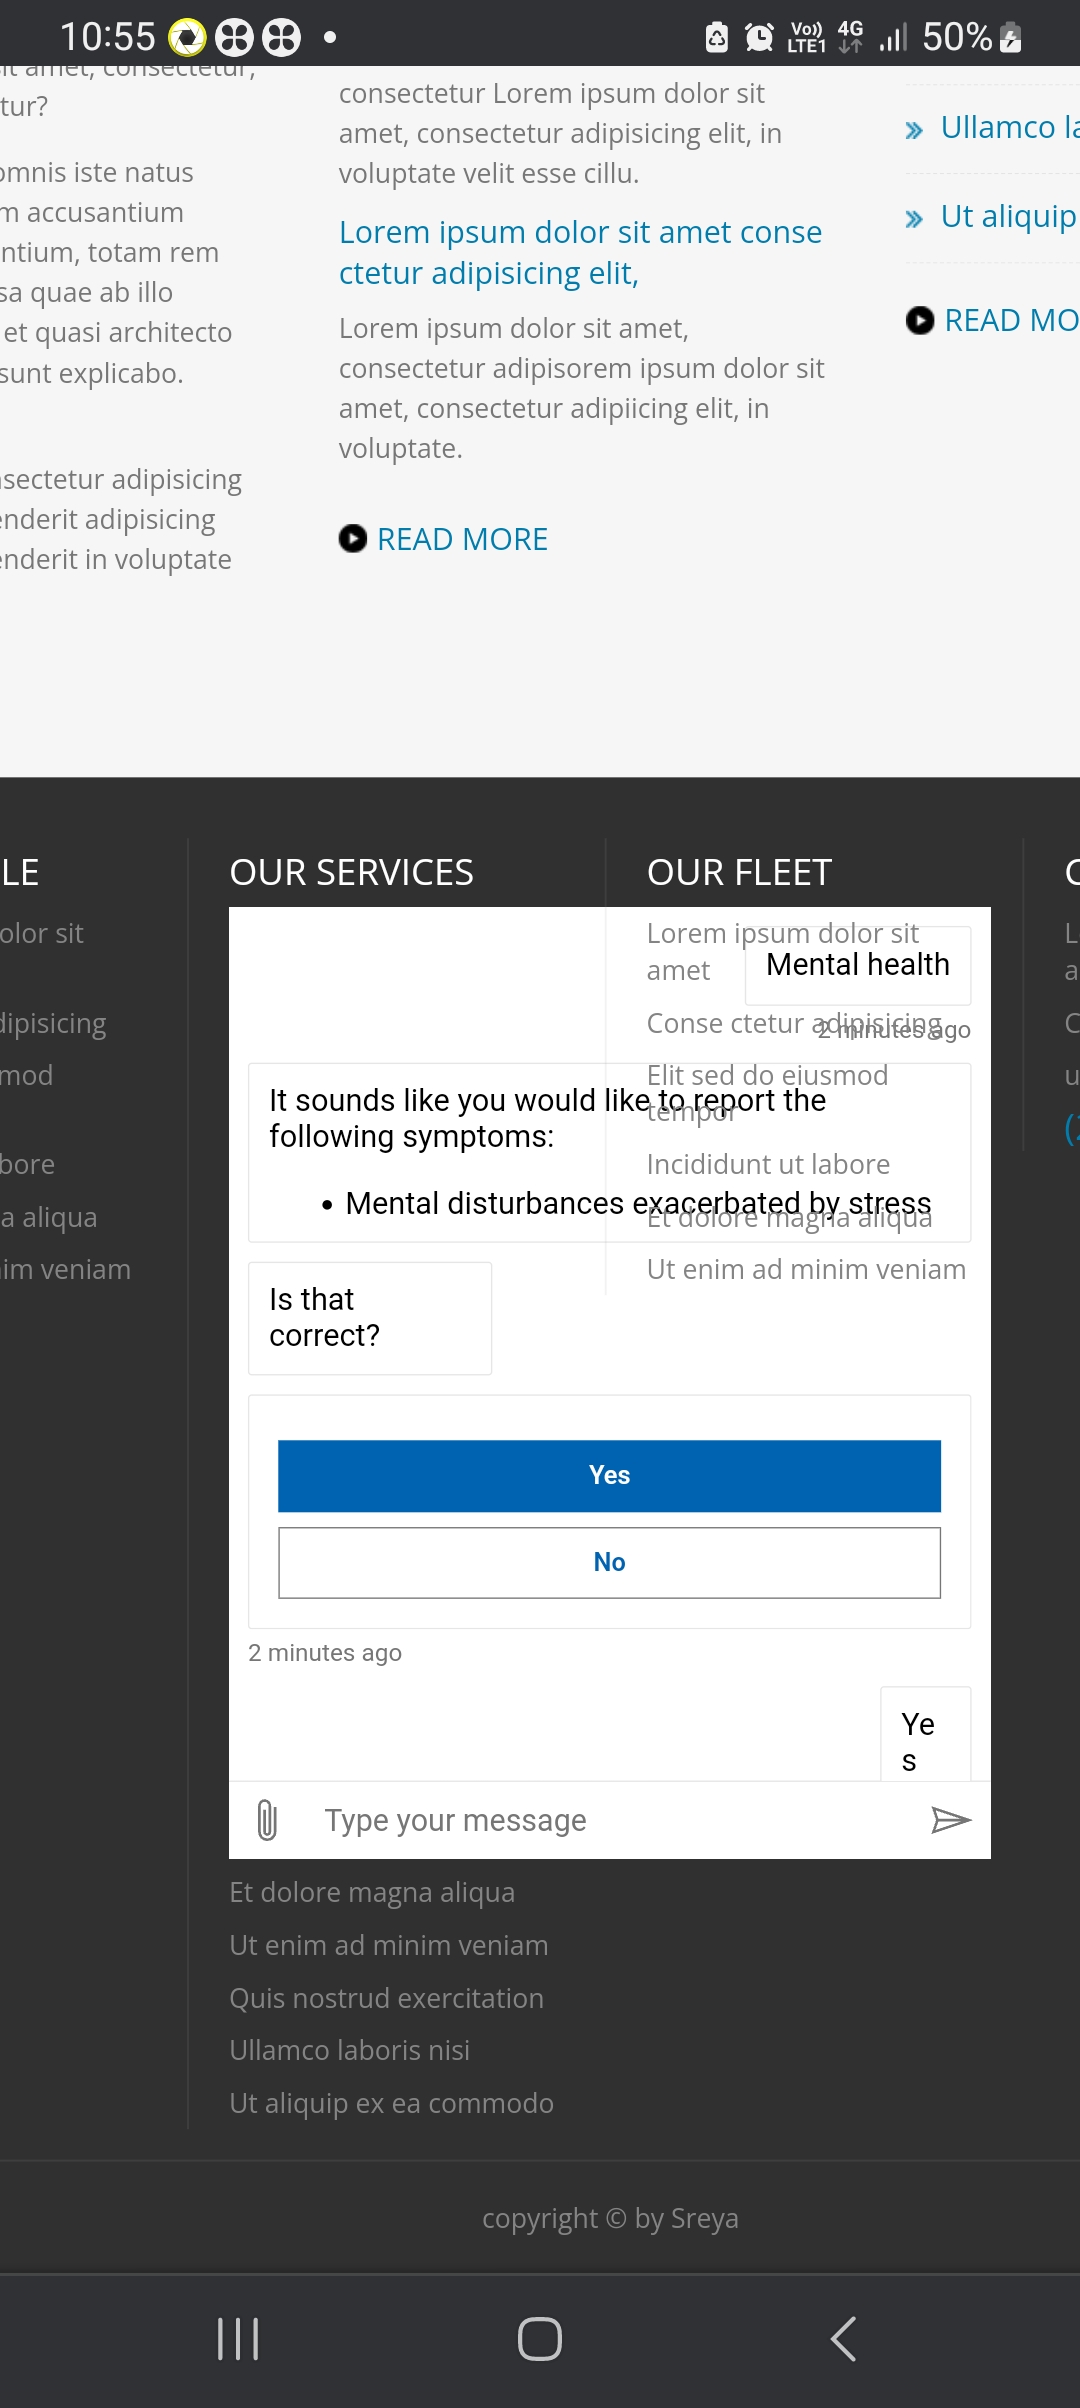 10:55
Vo)) LTE1 4G 50%
sit amet, consectetur,
tur?
omnis iste natus
m accusantium
ntium, totam rem
sa quae ab illo
et quasi architecto
sunt explicabo.
nsectetur adipisicing
enderit adipisicing
enderit in voluptate
consectetur Lorem ipsum dolor sit
amet, consectetur adipisicing elit, in
voluptate velit esse cillu.
Lorem ipsum dolor sit amet conse
ctetur adipisicing elit,
Lorem ipsum dolor sit amet,
consectetur adipisorem ipsum dolor sit
amet, consectetur adipiicing elit, in
voluptate.
READ MORE
Ullamco la
Ut aliquip
READ MO
LE
olor sit
dipisicing
mod
bore
a aliqua
nim veniam
OUR SERVICES
Mental health
2 minutes ago
It sounds like you would like to report the
following symptoms:
• Mental disturbances exacerbated by stress
Is that
correct?
Yes
No
2 minutes ago
Ye
s
Type your message
Et dolore magna aliqua
Ut enim ad minim veniam
Quis nostrud exercitation
Ullamco laboris nisi
Ut aliquip ex ea commodo
OUR FLEET
Lorem ipsum dolor sit
amet
Conse ctetur adipisicing
Elit sed do eiusmod
tempor
Incididunt ut labore
Et dolore magna aliqua
Ut enim ad minim veniam
L
a
C
u
copyright © by Sreya